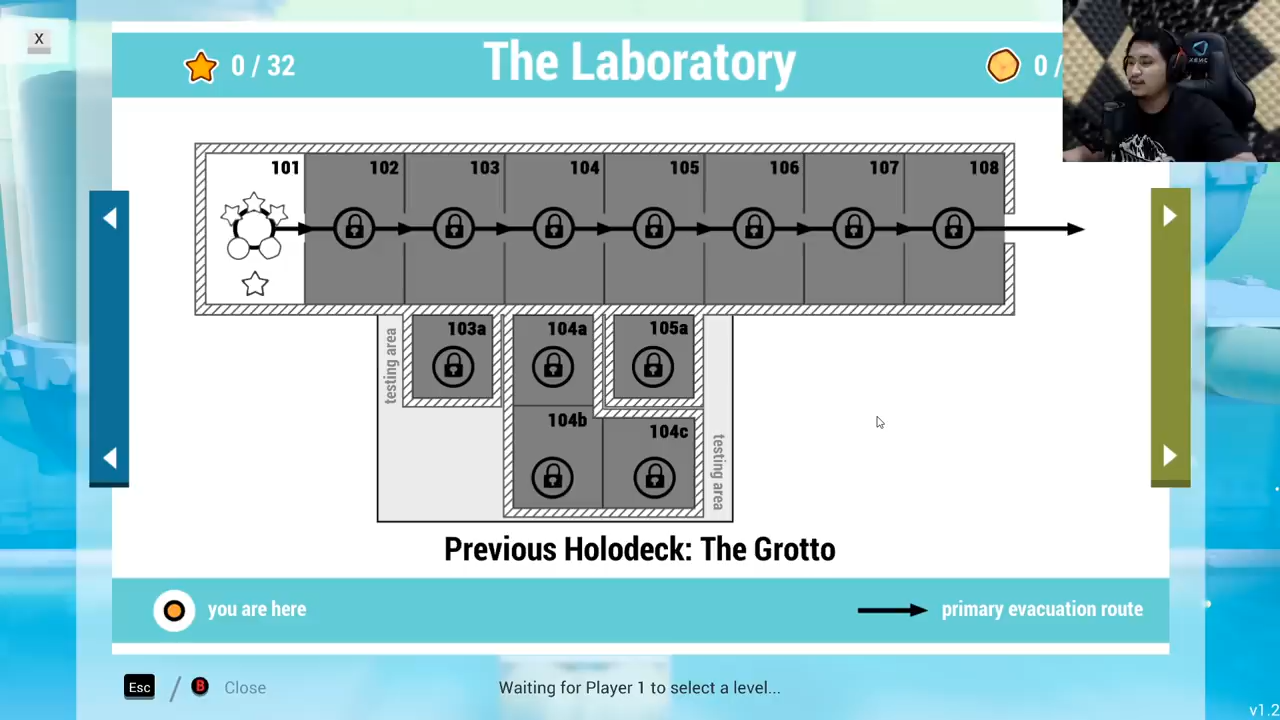 X
0 / 32
The Laboratory
0 /
101
102
103
104
105
106
107
108
103a
104a
105a
testing area
104b
104c
testing area
Previous Holodeck: The Grotto
you are here
primary evacuation route
Esc / B Close
Waiting for Player 1 to select a level...
v1.2